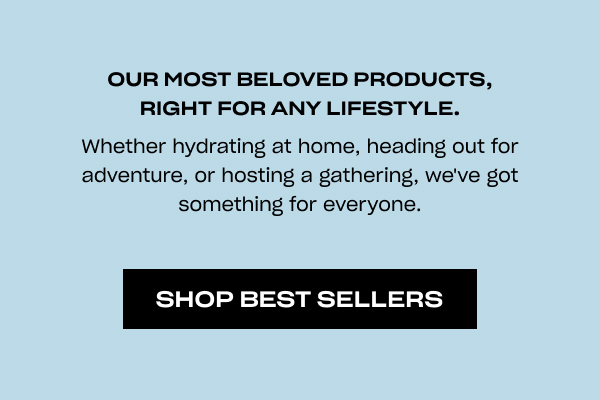 OUR MOST BELOVED PRODUCTS,
RIGHT FOR ANY LIFESTYLE.
Whether hydrating at home, heading out for
adventure, or hosting a gathering, we've got
something for everyone.
SHOP BEST SELLERS